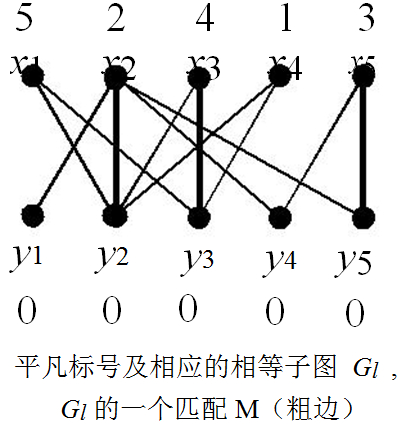 5 2 4 1 3
x1 x2 x3 x4 x5
y1 y2 y3 y4 y5
0 0 0 0 0
平凡标号及相应的相等子图 Gl ,
Gl 的一个匹配 M（粗边）